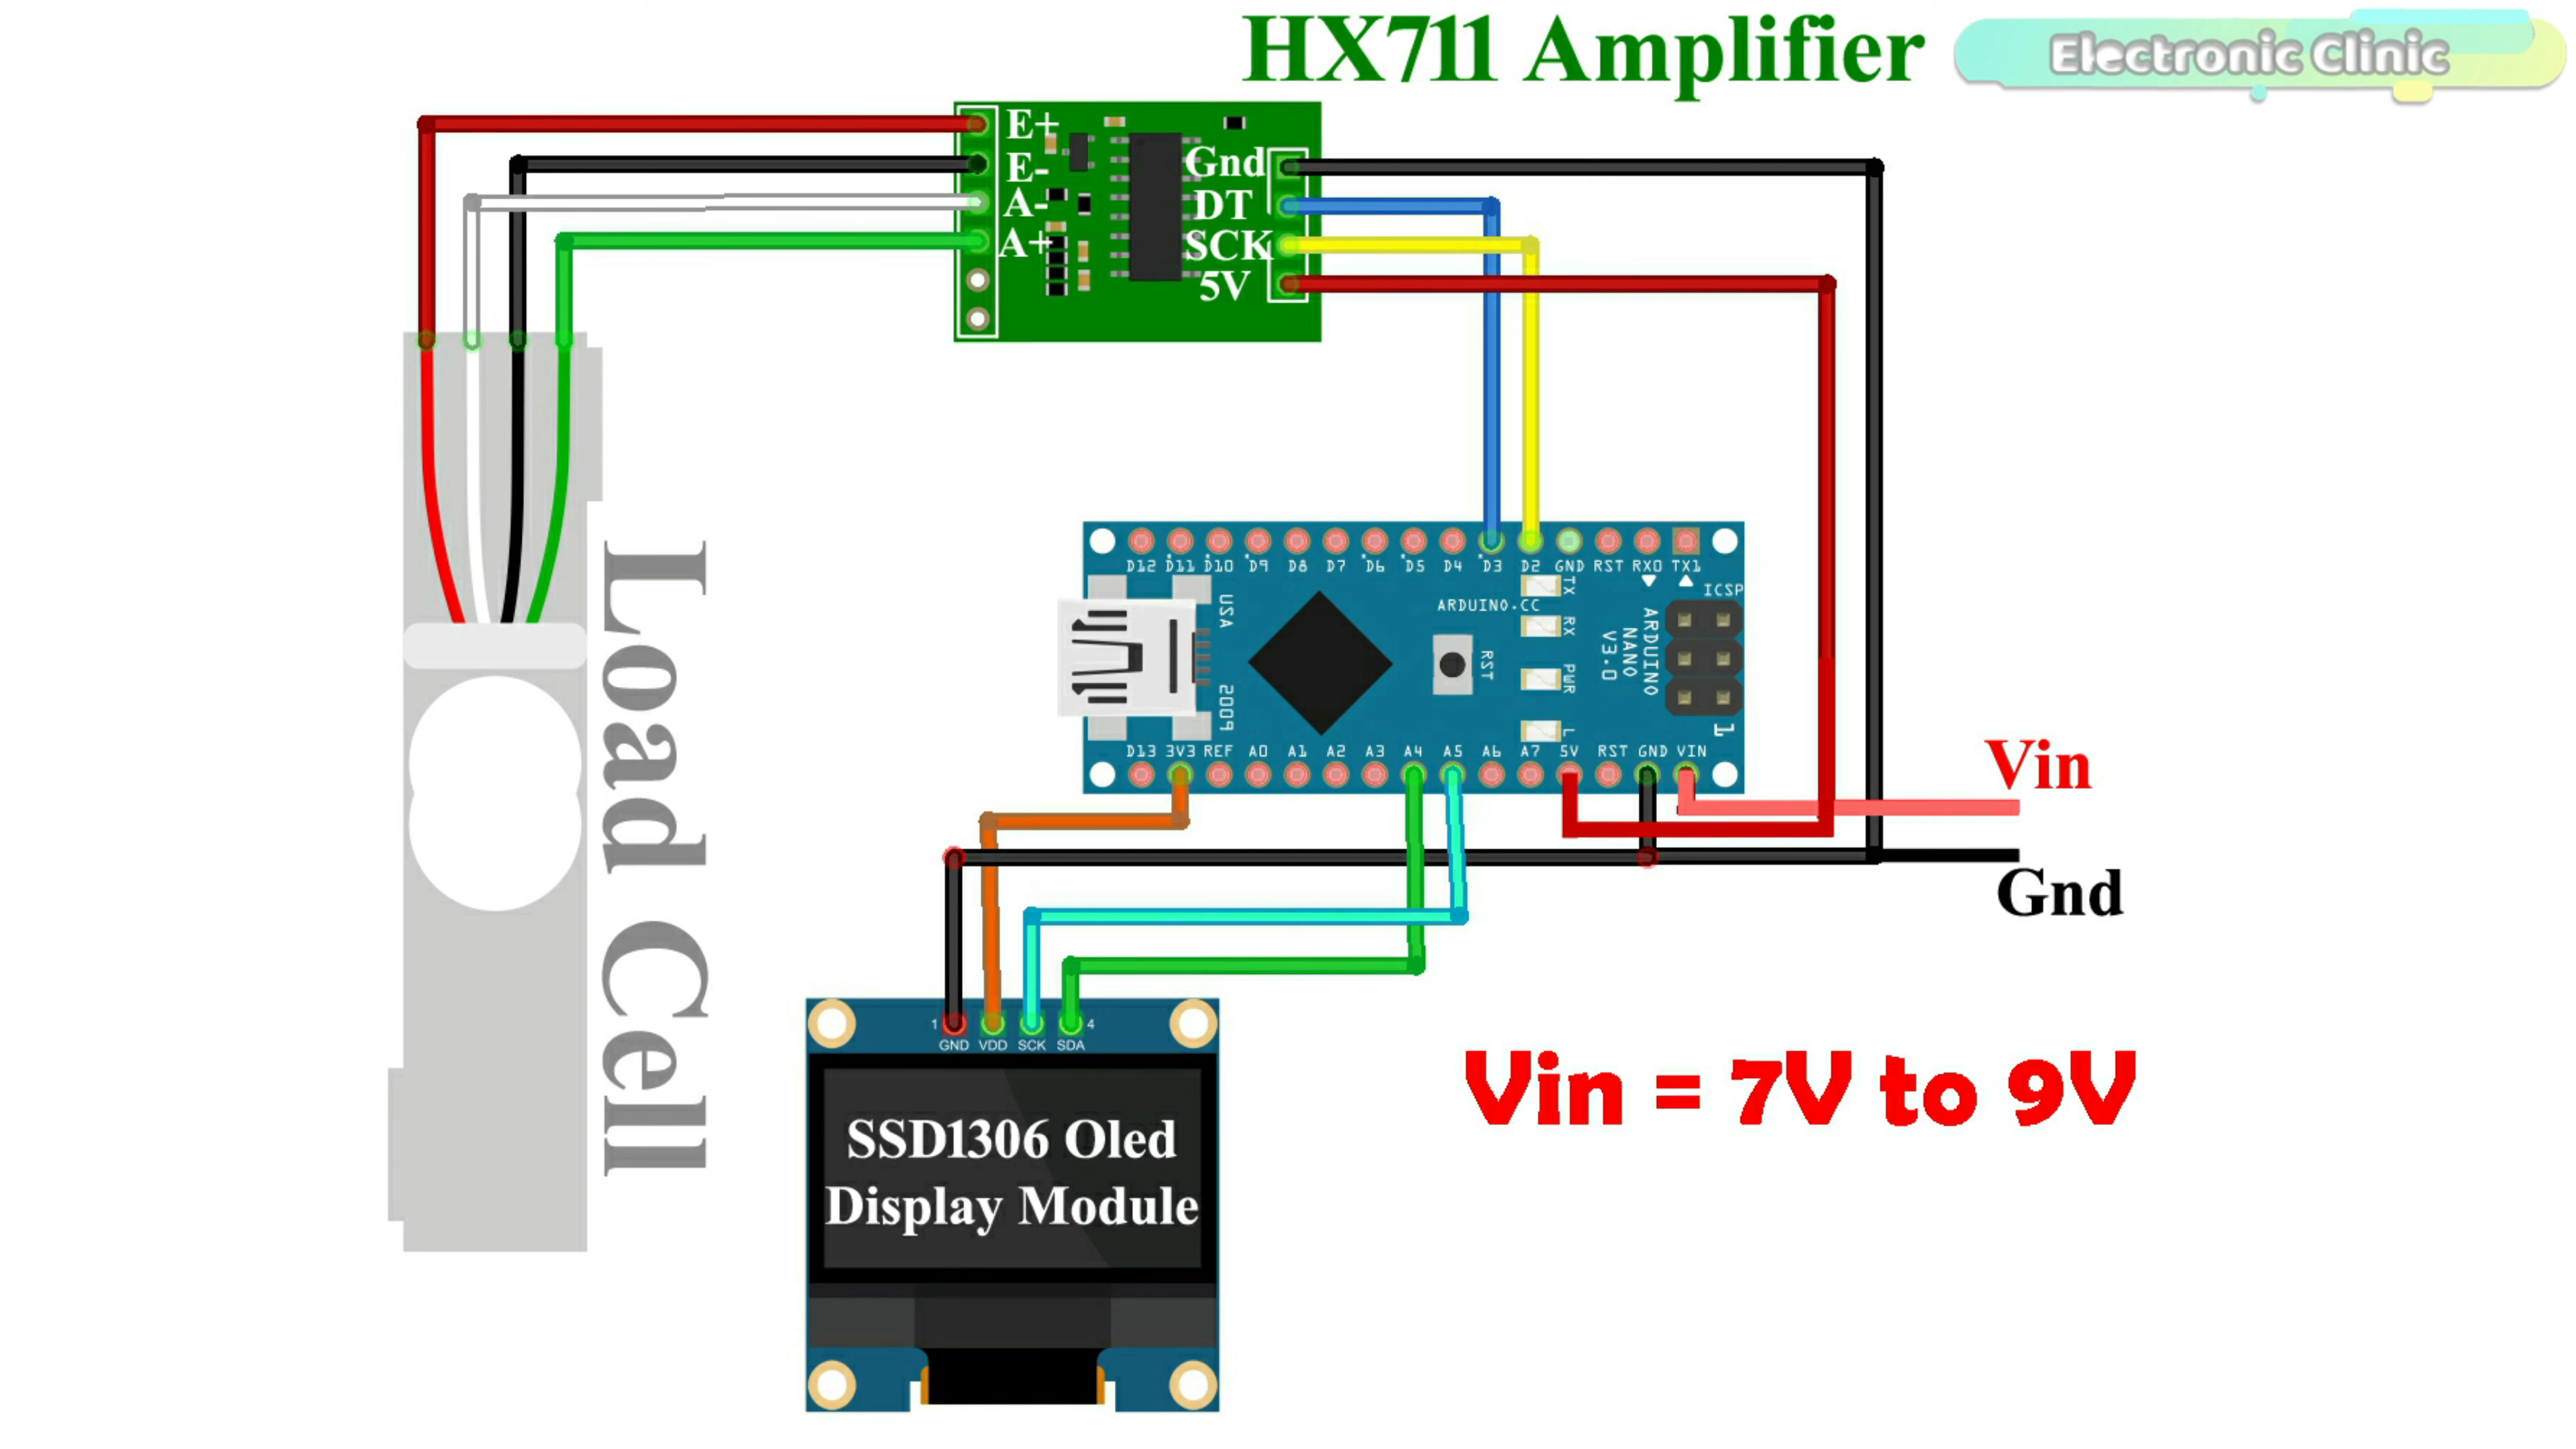 HX711 Amplifier
Electronic Clinic
E+
E-
A-
A+
Gnd
DT
SCK
5V
Load Cell
D12 D11 D10 D9 D8 D7 D6 D5 D4 D3 D2 GND RST RX0 TX1
ICSP
ARDUINO.CC
TX
RX
PWR
L
RST
ARDUINO
NANO
V3.0
USA
2009
1
D13 3V3 REF A0 A1 A2 A3 A4 A5 A6 A7 5V RST GND VIN
Vin
Gnd
1
4
GND VDD SCK SDA
SSD1306 Oled
Display Module
Vin = 7V to 9V